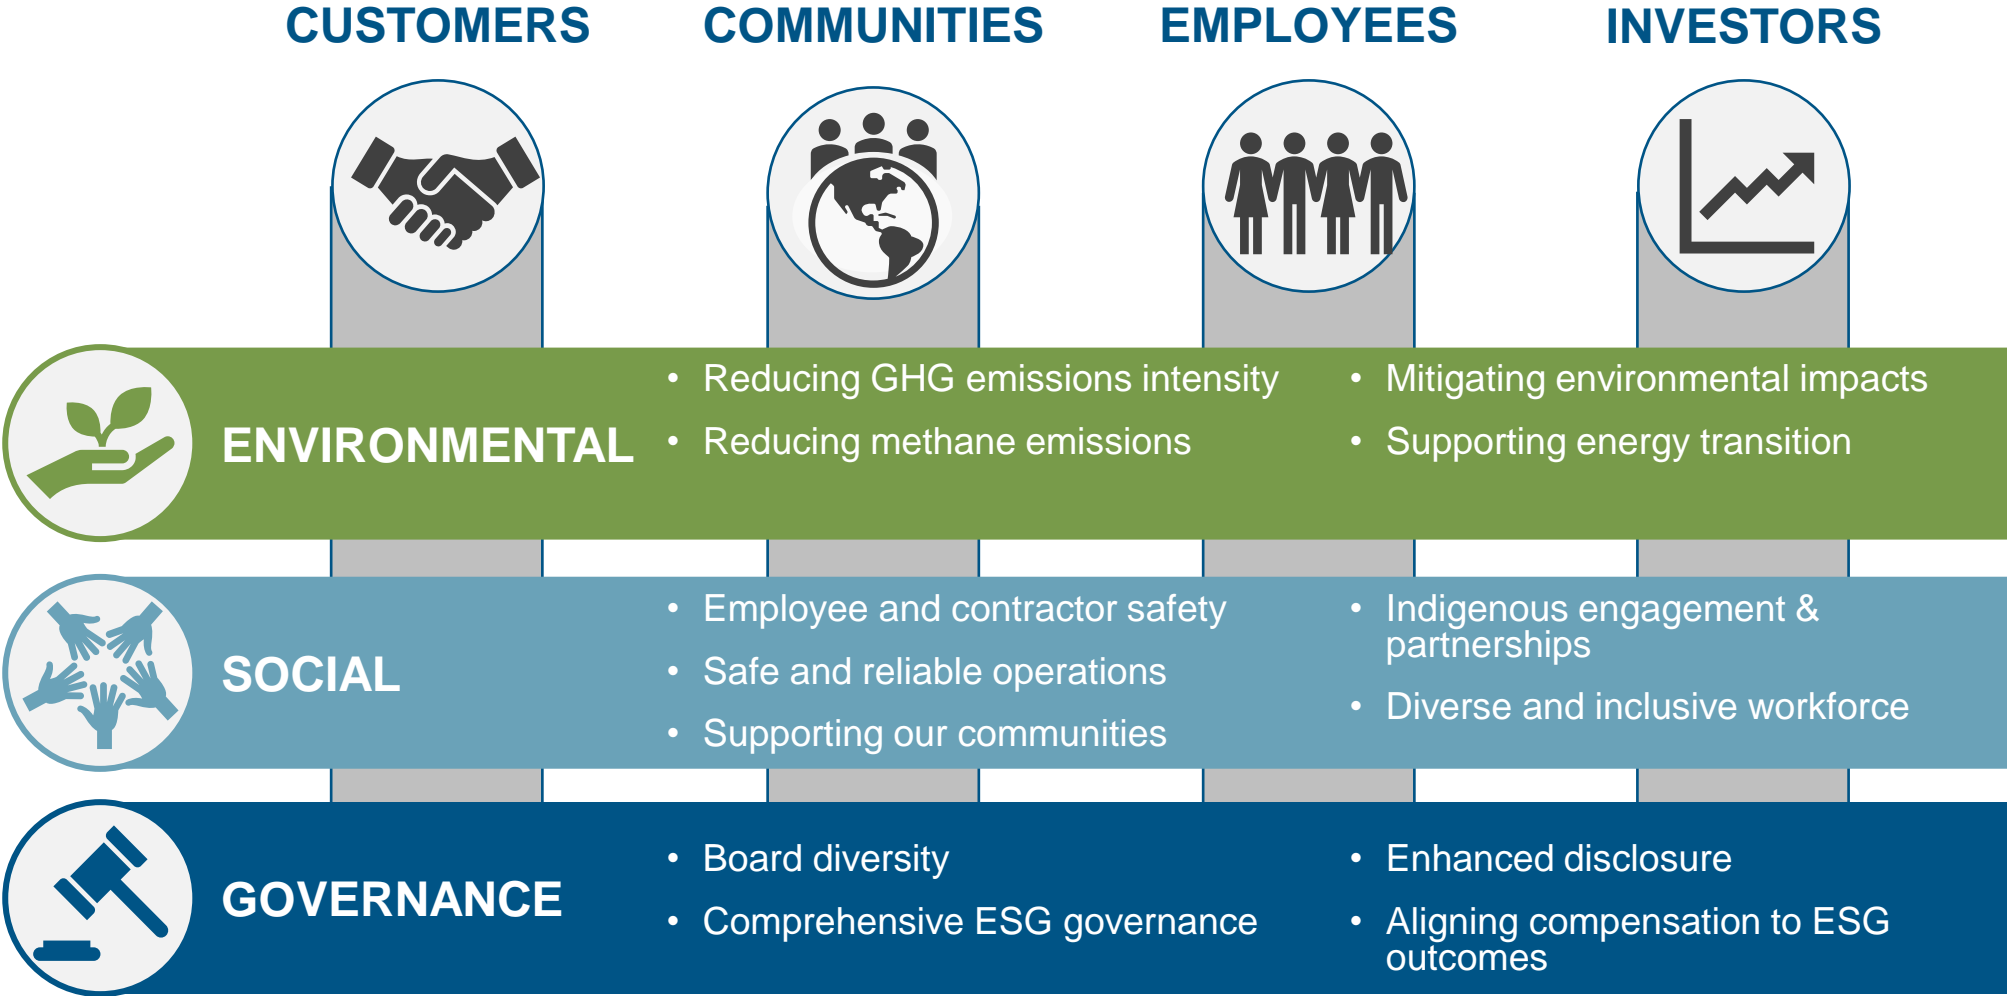 CUSTOMERS COMMUNITIES EMPLOYEES INVESTORS
ENVIRONMENTAL
• Reducing GHG emissions intensity
• Reducing methane emissions
• Mitigating environmental impacts
• Supporting energy transition
SOCIAL
• Employee and contractor safety
• Safe and reliable operations
• Supporting our communities
• Indigenous engagement &
partnerships
• Diverse and inclusive workforce
GOVERNANCE
• Board diversity
• Comprehensive ESG governance
• Enhanced disclosure
• Aligning compensation to ESG
outcomes